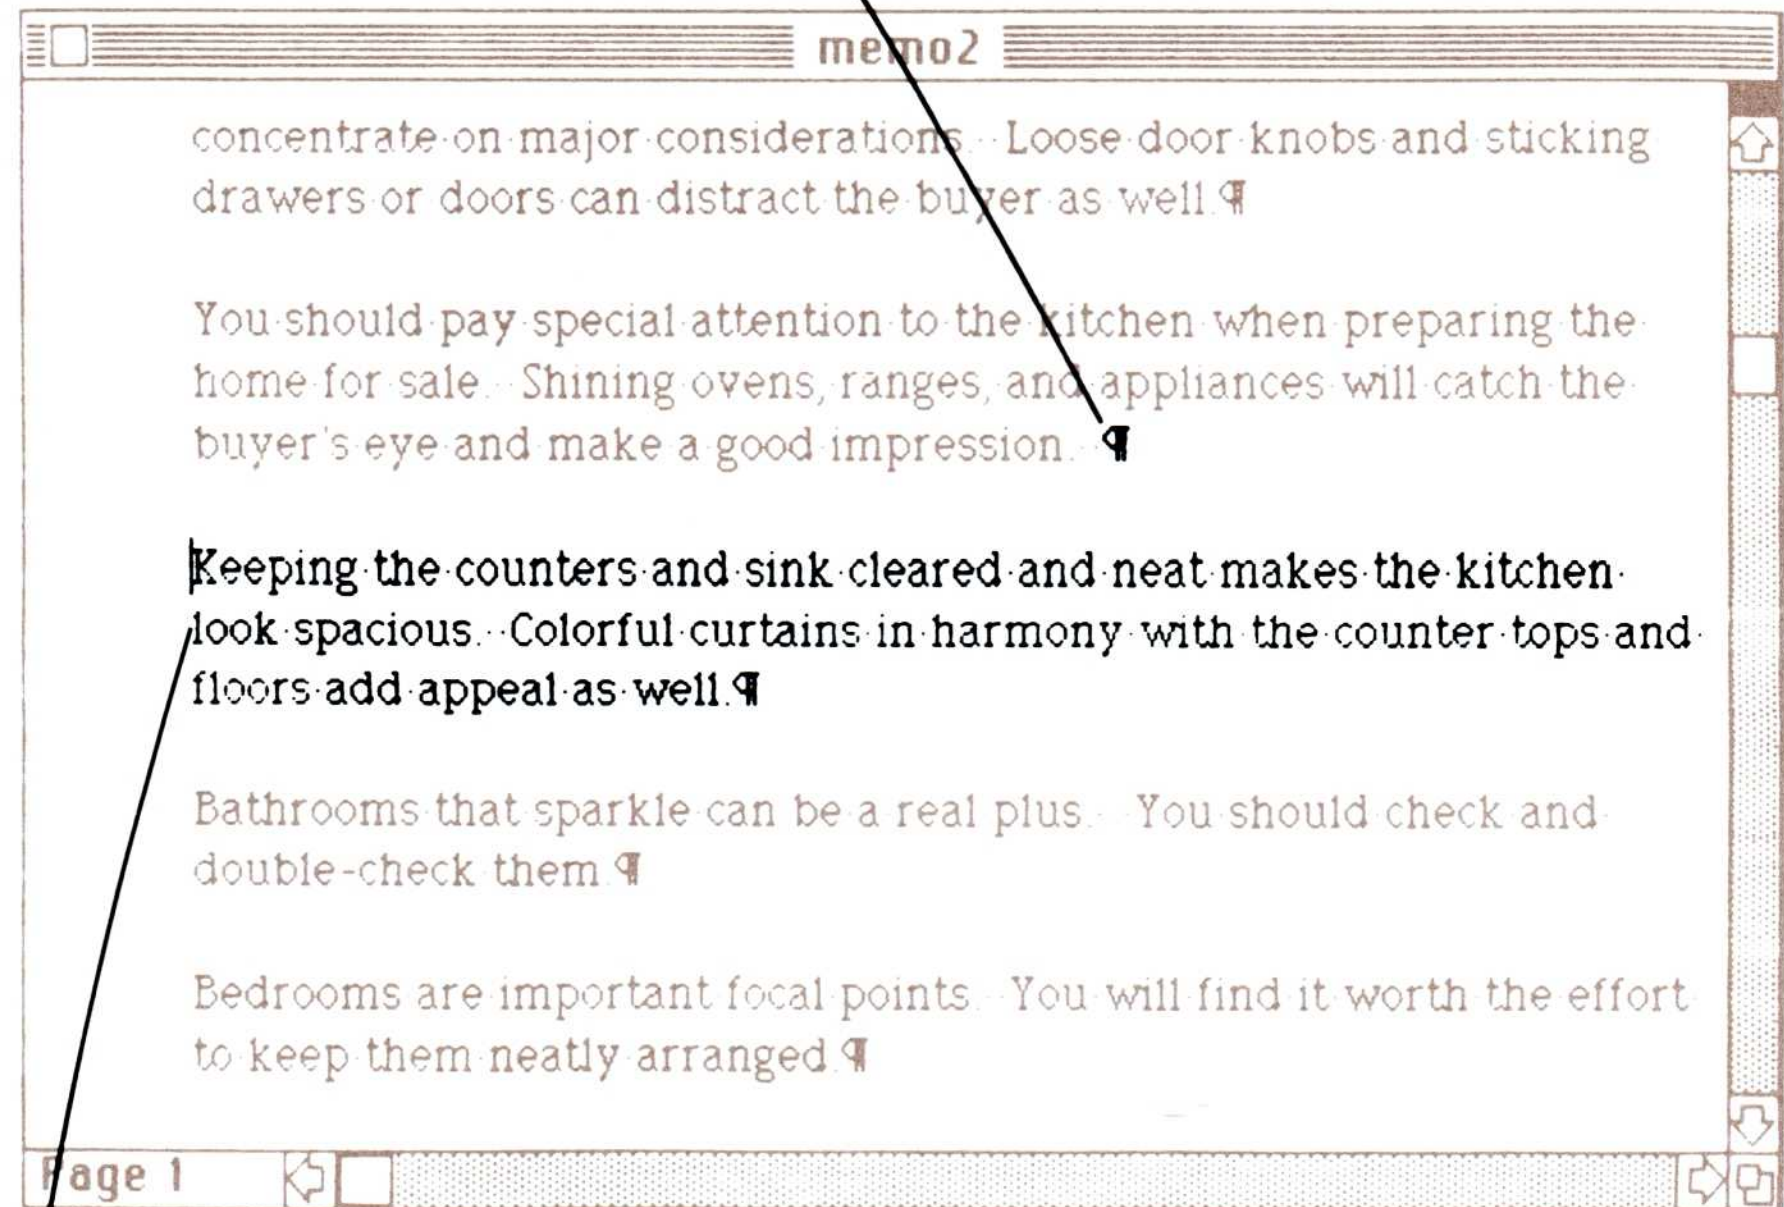 memo2
concentrate on major considerations. Loose door knobs and sticking
drawers or doors can distract the buyer as well.¶
You should pay special attention to the kitchen when preparing the
home for sale. Shining ovens, ranges, and appliances will catch the
buyer's eye and make a good impression. ¶
Keeping the counters and sink cleared and neat makes the kitchen
look spacious. Colorful curtains in harmony with the counter tops and
floors add appeal as well.¶
Bathrooms that sparkle can be a real plus. You should check and
double-check them.¶
Bedrooms are important focal points. You will find it worth the effort
to keep them neatly arranged.¶
Page 1